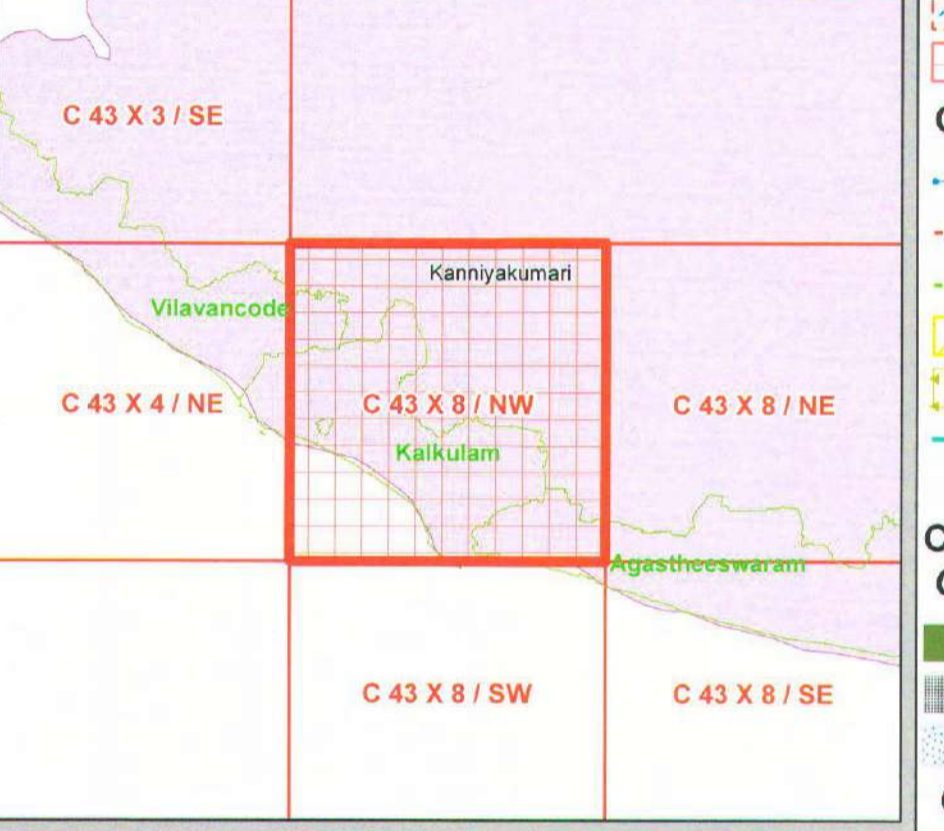 C 43 X 3 / SE
Kanniyakumari
Vilavancode
C 43 X 4 / NE
C 43 X 8 / NW
C 43 X 8 / NE
Kalkulam
Agastheeswaram
C 43 X 8 / SW
C 43 X 8 / SE